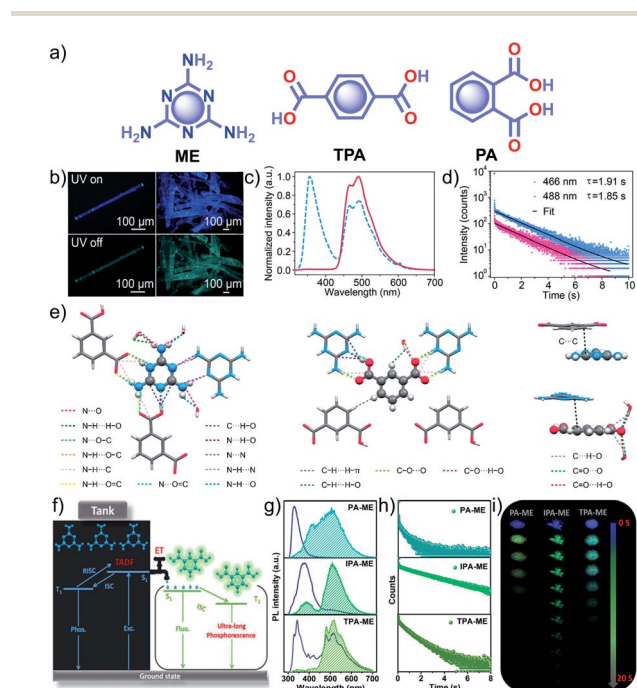 a)
NH₂
N
N
N
H₂N
NH₂
ME
O
OH
O
HO
TPA
O
OH
OH
O
PA
b)
UV on
100 μm
100 μm
UV off
100 μm
100 μm
c)
Normalized intensity (a.u.)
1.0
0.8
0.6
0.4
0.2
0.0
400
500
600
700
Wavelength (nm)
d)
Intensity (counts)
10³
10²
10¹
10⁰
466 nm τ=1.91 s
488 nm τ=1.85 s
Fit
0
2
4
6
8
10
Time (s)
e)
N···O
N−H···H−O
N···O−C
N−H···O−C
N−H···C
N−H···O=C
N···O=C
C···H−O
N···H−O
N···N
N−H···N
N−H···O
C−H···H−π
C−H···H−O
C−O···O
C−O···H−O
C···C
C···H−O
C=O···O
C=O···H−O
f)
Tank
TADF
ET
RISC
ISC
T₁
S₁
Phos.
Exc.
S₁
ISC
T₁
Fluo.
Ultra-long
Phosphorescence
Ground state
g)
PL intensity (a.u.)
PA-ME
IPA-ME
TPA-ME
300 400 500 600 700
Wavelength (nm)
h)
Counts
PA-ME
IPA-ME
TPA-ME
0 2 4 6 8
Time(s)
i)
PA-ME IPA-ME TPA-ME
0 S
20 S